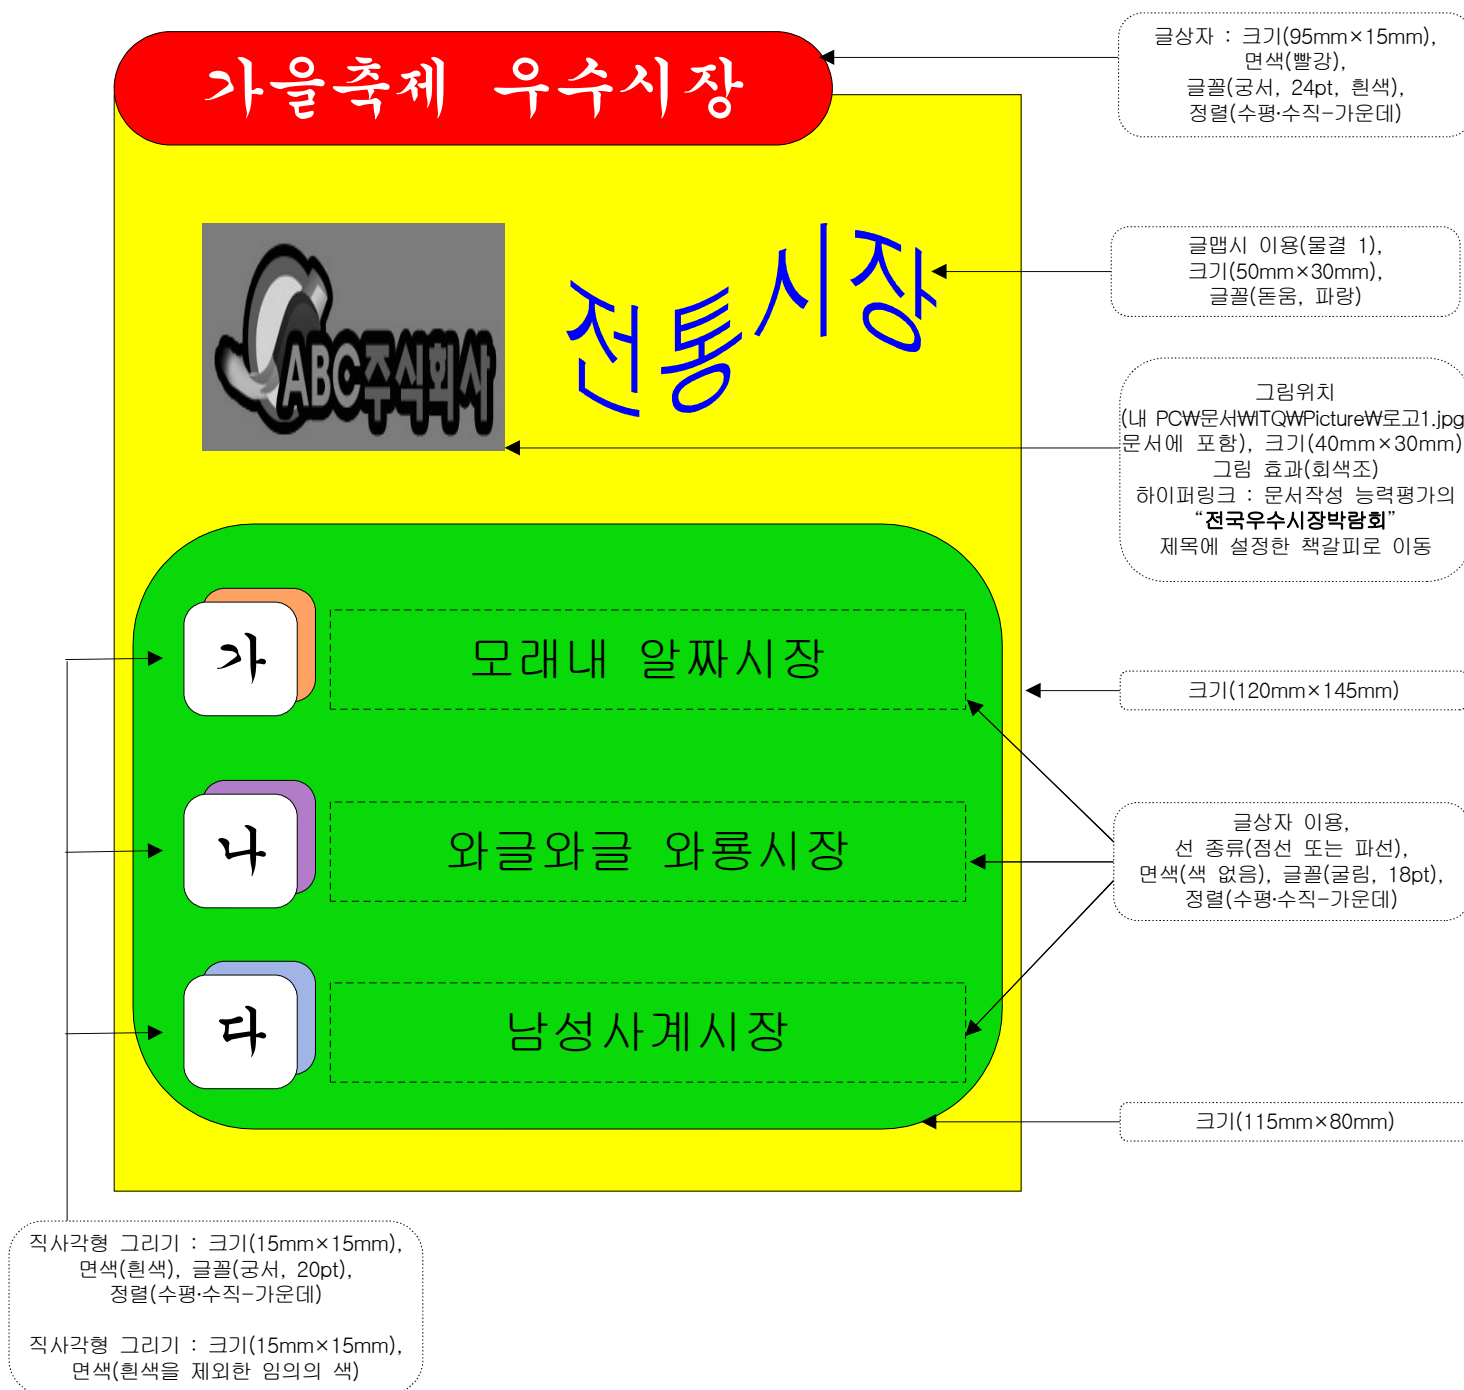 가을축제 우수시장
글상자 : 크기(95mm×15mm),
면색(빨강),
글꼴(궁서, 24pt, 흰색),
정렬(수평·수직-가운데)
ABC주식회사
전통시장
글맵시 이용(물결 1),
크기(50mm×30mm),
글꼴(돋움, 파랑)
그림위치
(내 PC₩문서₩ITQ₩Picture₩로고1.jpg
문서에 포함), 크기(40mm×30mm)
그림 효과(회색조)
하이퍼링크 : 문서작성 능력평가의
“전국우수시장박람회”
제목에 설정한 책갈피로 이동
가
모래내 알짜시장
크기(120mm×145mm)
나
와글와글 와룡시장
글상자 이용,
선 종류(점선 또는 파선),
면색(색 없음), 글꼴(굴림, 18pt),
정렬(수평·수직-가운데)
다
남성사계시장
크기(115mm×80mm)
직사각형 그리기 : 크기(15mm×15mm),
면색(흰색), 글꼴(궁서, 20pt),
정렬(수평·수직-가운데)
직사각형 그리기 : 크기(15mm×15mm),
면색(흰색을 제외한 임의의 색)